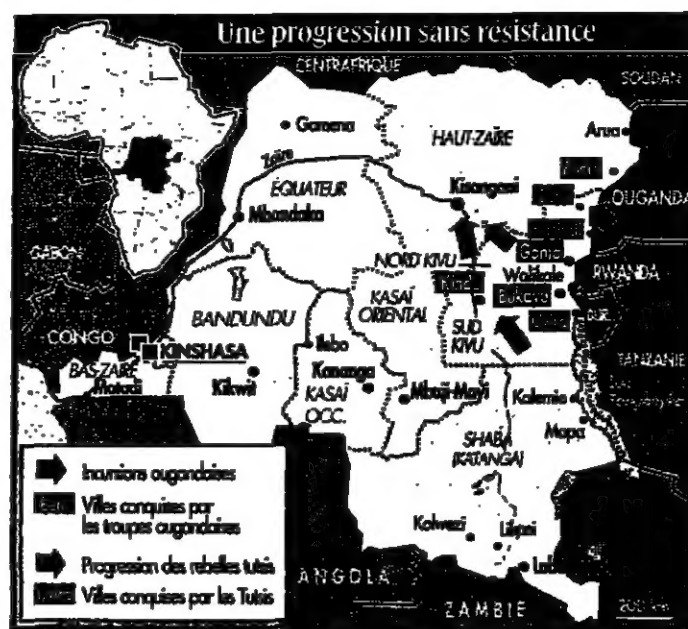 Une progression sans résistance
CENTRAFRIQUE
SOUDAN
Gemena
HAUT-ZAÏRE
Arua
Zaïre
Kisangani
OUGANDA
EQUATEUR
Mbandaka
GABON
NORD KIVU
Goma
Walikale
RWANDA
KASAÏ
ORIENTAL
Bukavu
BANDUNDU
SUD
KIVU
CONGO
KINSHASA
Ilebo
BAS-ZAÏRE
Matadi
TANZANIE
Kananga
Kikwit
KASAÏ
OCC.
Mbuji-Mayi
Kalemie
Moba
SHABA
(KATANGA)
Incursions ougandaises
Villes conquises par
les troupes ougandaises
Kolwezi
Likasi
Progression des rebelles tutsis
Villes conquises par les Tutsis
ANGOLA
ZAMBIE
200 km